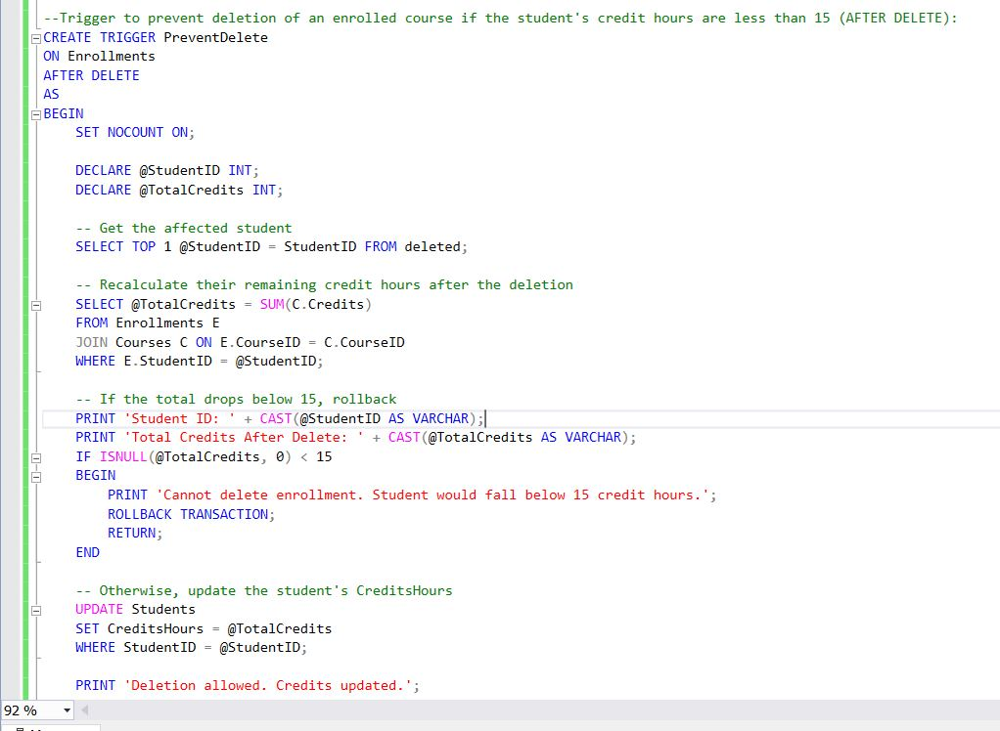 --Trigger to prevent deletion of an enrolled course if the student's credit hours are less than 15 (AFTER DELETE):
CREATE TRIGGER PreventDelete
ON Enrollments
AFTER DELETE
AS
BEGIN
    SET NOCOUNT ON;

    DECLARE @StudentID INT;
    DECLARE @TotalCredits INT;

    -- Get the affected student
    SELECT TOP 1 @StudentID = StudentID FROM deleted;

    -- Recalculate their remaining credit hours after the deletion
    SELECT @TotalCredits = SUM(C.Credits)
    FROM Enrollments E
    JOIN Courses C ON E.CourseID = C.CourseID
    WHERE E.StudentID = @StudentID;

    -- If the total drops below 15, rollback
    PRINT 'Student ID: ' + CAST(@StudentID AS VARCHAR);
    PRINT 'Total Credits After Delete: ' + CAST(@TotalCredits AS VARCHAR);
    IF ISNULL(@TotalCredits, 0) < 15
    BEGIN
        PRINT 'Cannot delete enrollment. Student would fall below 15 credit hours.';
        ROLLBACK TRANSACTION;
        RETURN;
    END

    -- Otherwise, update the student's CreditsHours
    UPDATE Students
    SET CreditsHours = @TotalCredits
    WHERE StudentID = @StudentID;

    PRINT 'Deletion allowed. Credits updated.';
92 %